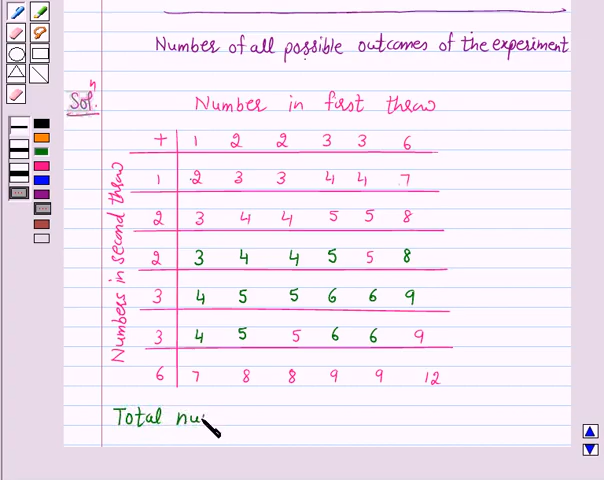 Number of all possible outcomes of the experiment
Solⁿ.
Number in first throw
Numbers in second throw
+ 1 2 2 3 3 6
1 2 3 3 4 4 7
2 3 4 4 5 5 8
2 3 4 4 5 5 8
3 4 5 5 6 6 9
3 4 5 5 6 6 9
6 7 8 8 9 9 12
Total nu